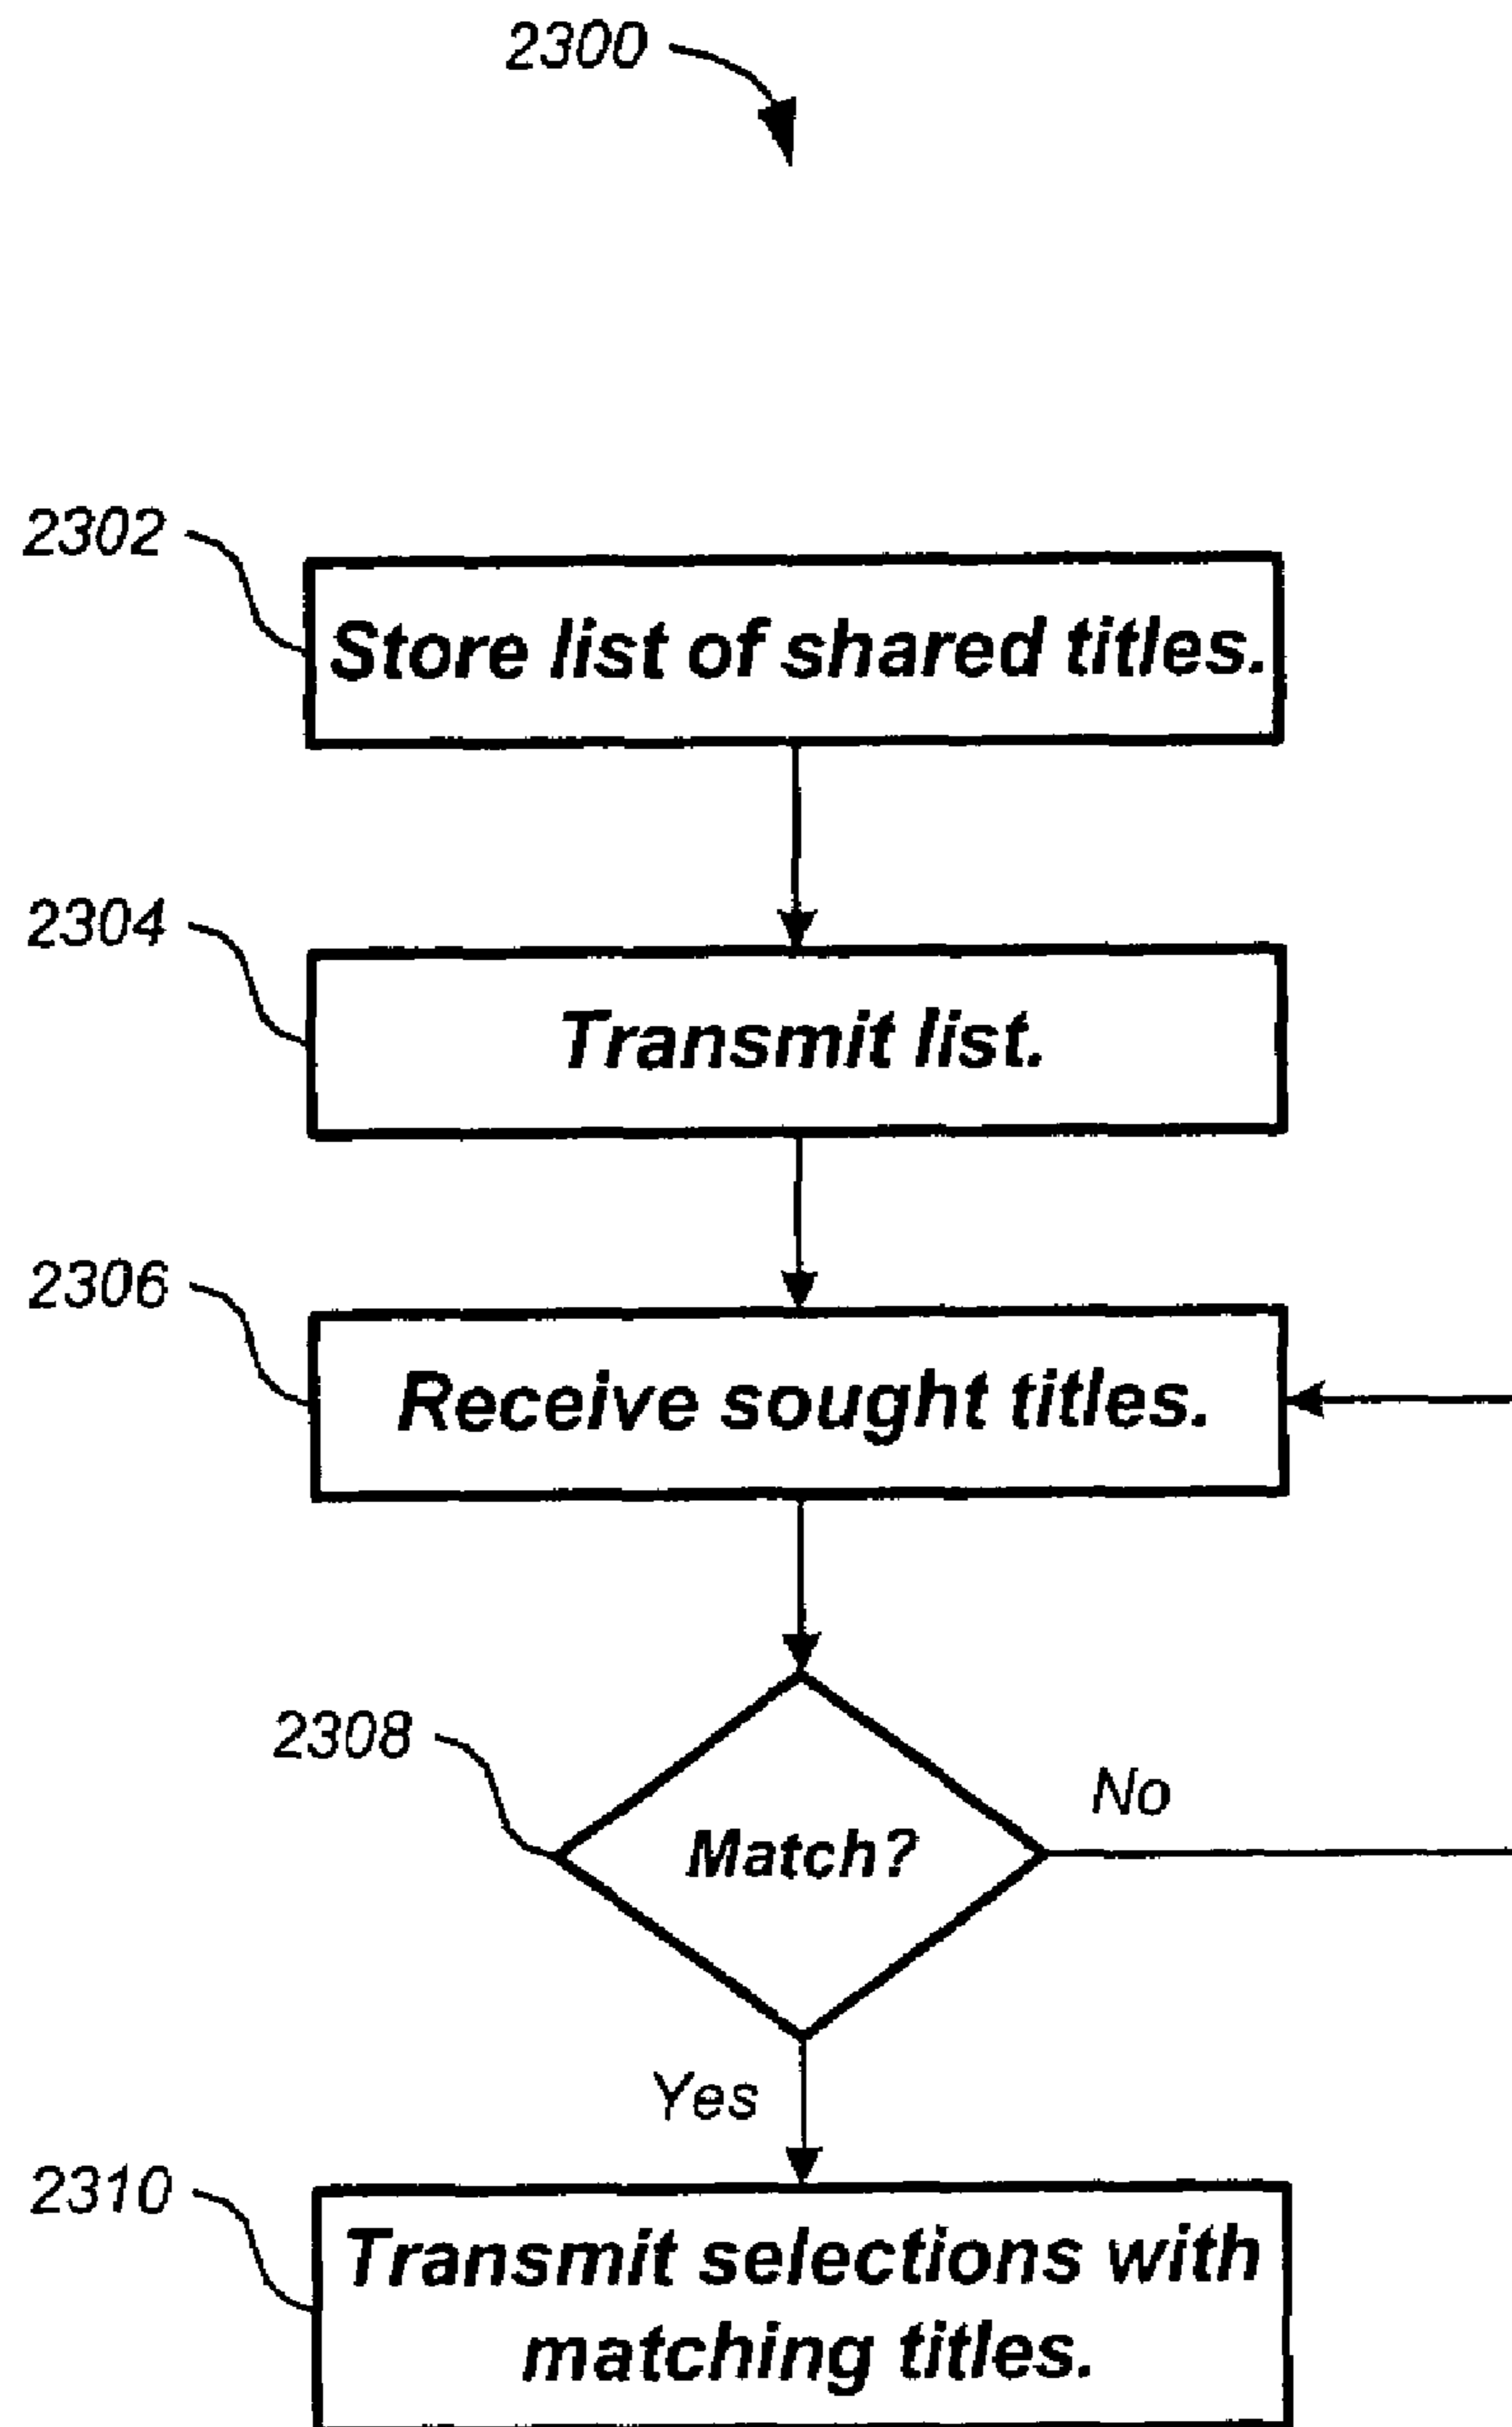 2300
2302
Store list of shared titles.
2304
Transmit list.
2306
Receive sought titles.
2308
Match?
No
Yes
2310
Transmit selections with
matching titles.